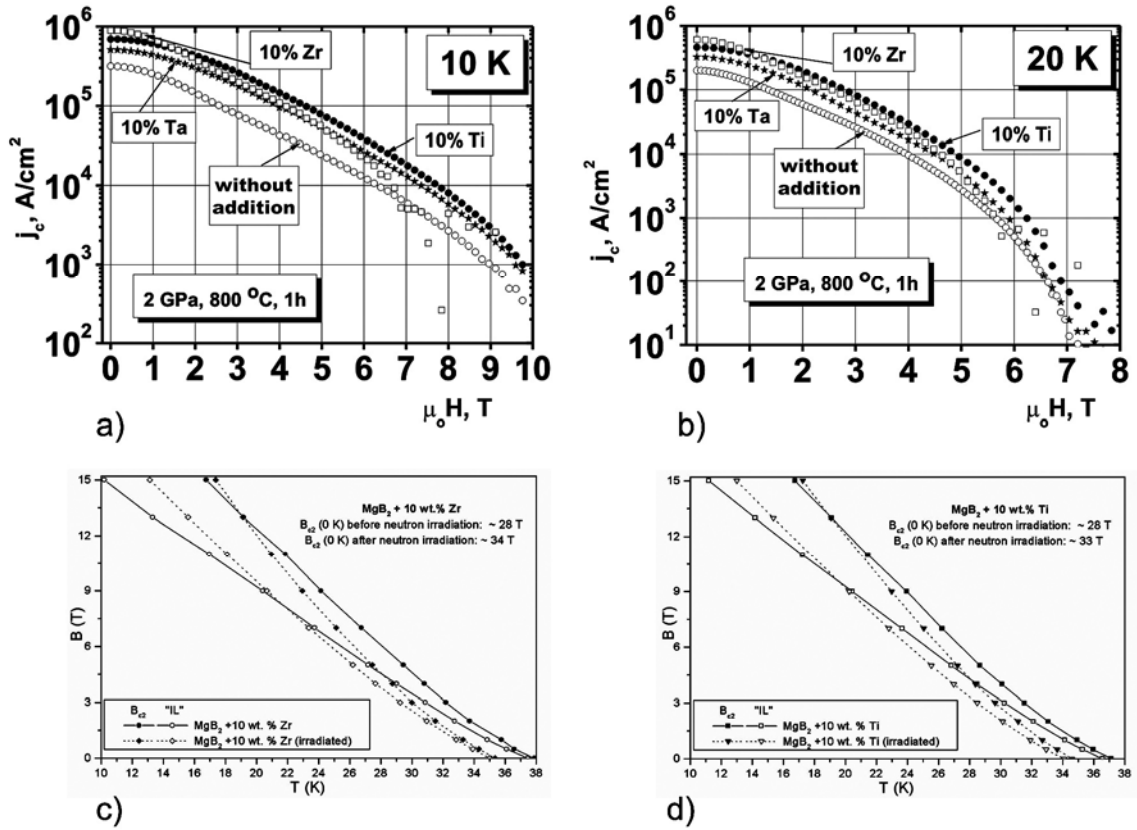 10⁶
10⁵
10⁴
10³
10²
j_c, A/cm²
10% Zr
10 K
10% Ta
10% Ti
without
addition
2 GPa, 800 °C, 1h
0 1 2 3 4 5 6 7 8 9 10
μ₀H, T
a)
10⁶
10⁵
10⁴
10³
10²
10¹
j_c, A/cm²
10% Zr
20 K
10% Ta
10% Ti
without
addition
2 GPa, 800 °C, 1h
0 1 2 3 4 5 6 7 8
μ₀H, T
b)
15
12
9
6
3
0
B (T)
MgB₂ + 10 wt.% Zr
B_c2 (0 K) before neutron irradiation: ~ 28 T
B_c2 (0 K) after neutron irradiation: ~ 34 T
B_c2 "IL"
MgB₂ +10 wt. % Zr
MgB₂ +10 wt. % Zr (irradiated)
10 12 14 16 18 20 22 24 26 28 30 32 34 36 38
T (K)
c)
15
12
9
6
3
0
B (T)
MgB₂ + 10 wt.% Ti
B_c2 (0 K) before neutron irradiation: ~ 28 T
B_c2 (0 K) after neutron irradiation: ~ 33 T
B_c2 "IL"
MgB₂ +10 wt. % Ti
MgB₂ +10 wt. % Ti (irradiated)
10 12 14 16 18 20 22 24 26 28 30 32 34 36 38
T (K)
d)